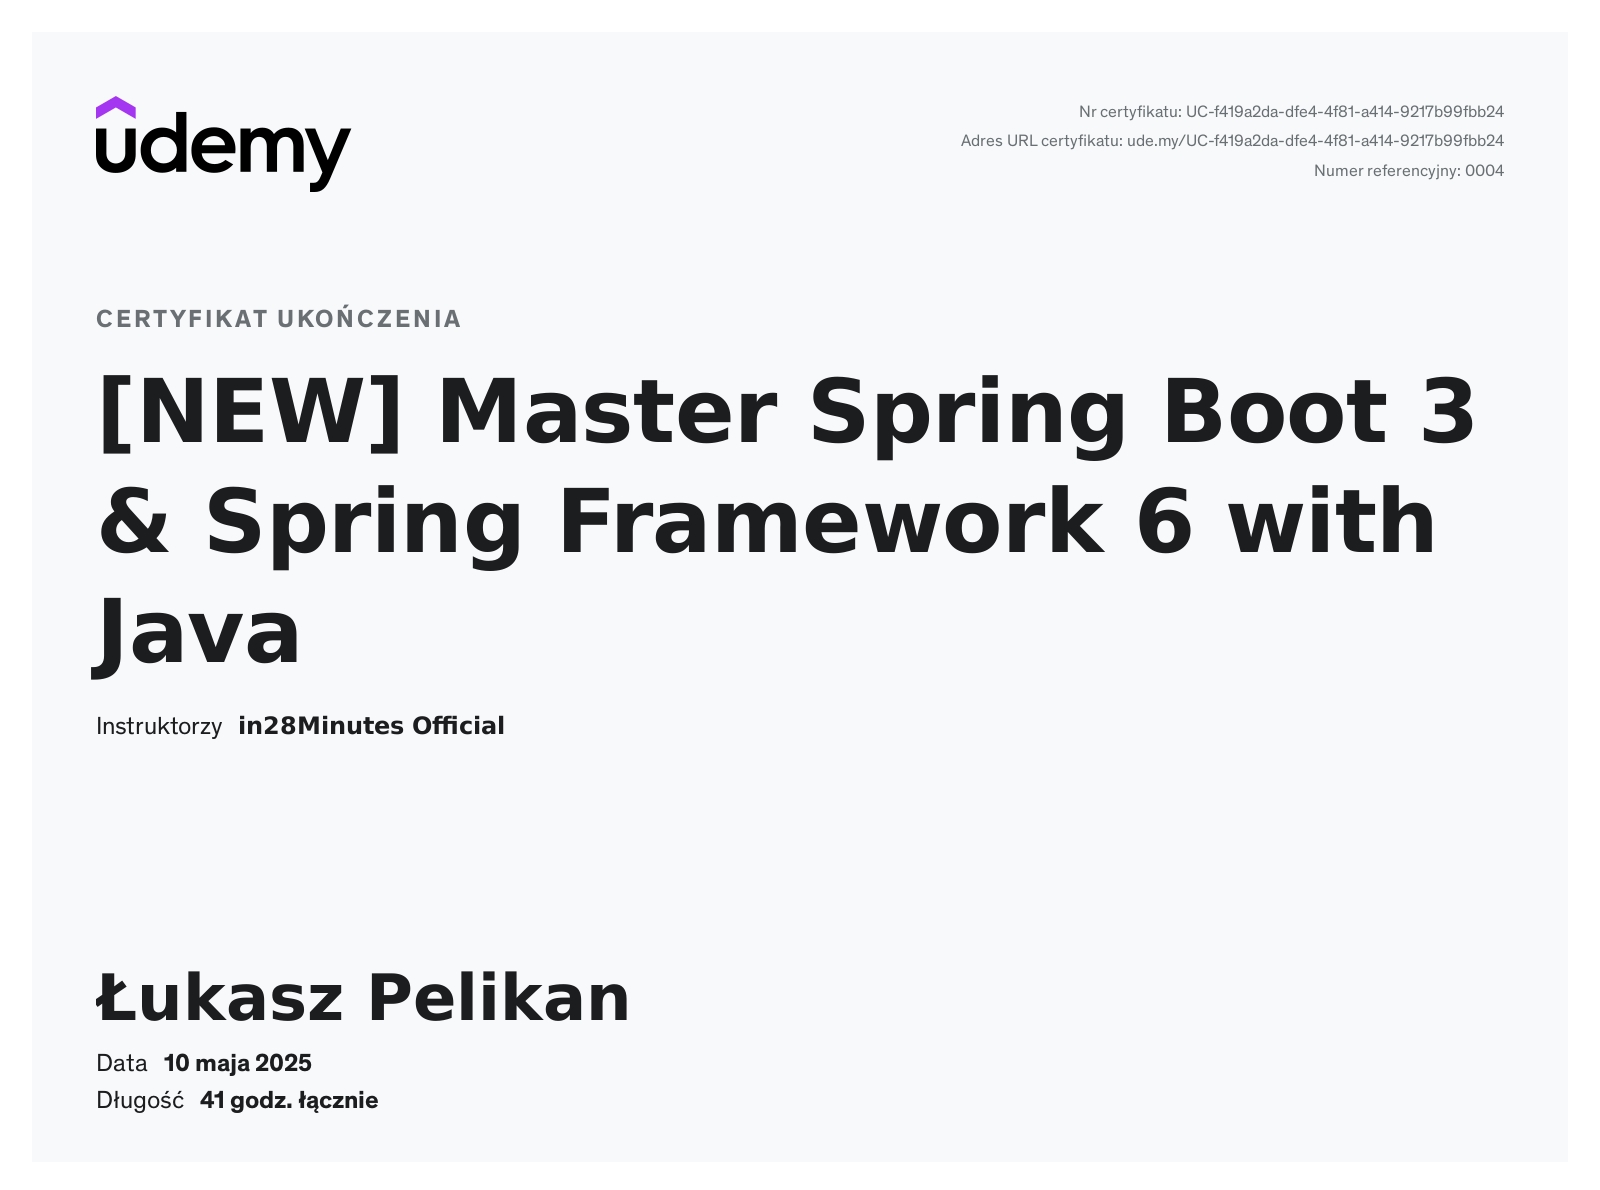 udemy
Nr certyfikatu: UC-f419a2da-dfe4-4f81-a414-9217b99fbb24
Adres URL certyfikatu: ude.my/UC-f419a2da-dfe4-4f81-a414-9217b99fbb24
Numer referencyjny: 0004
CERTYFIKAT UKOŃCZENIA
[NEW] Master Spring Boot 3
& Spring Framework 6 with
Java
Instruktorzy in28Minutes Official
Łukasz Pelikan
Data 10 maja 2025
Długość 41 godz. łącznie